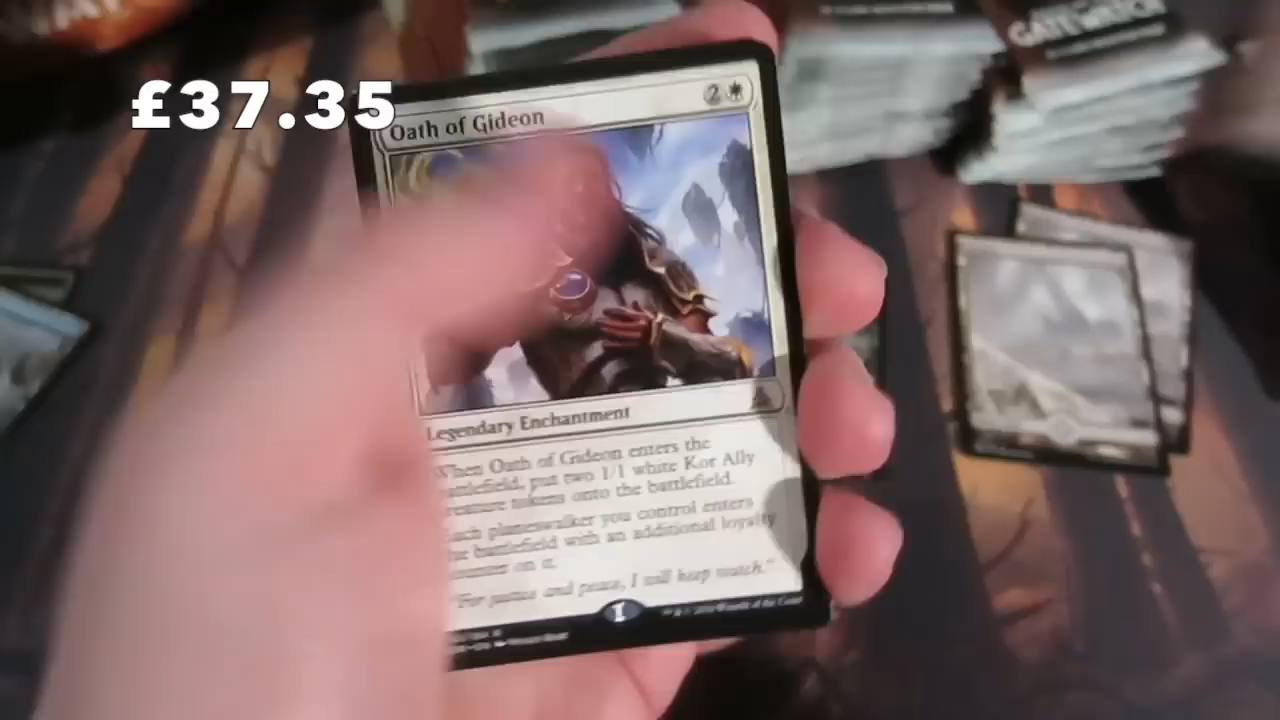 GATEWATCH
£37.35
Oath of Gideon
2
Legendary Enchantment
When Oath of Gideon enters the
battlefield, put two 1/1 white Kor Ally
creature tokens onto the battlefield.
Each planeswalker you control enters
the battlefield with an additional loyalty
counter on it.
"For justice and peace, I will keep watch."